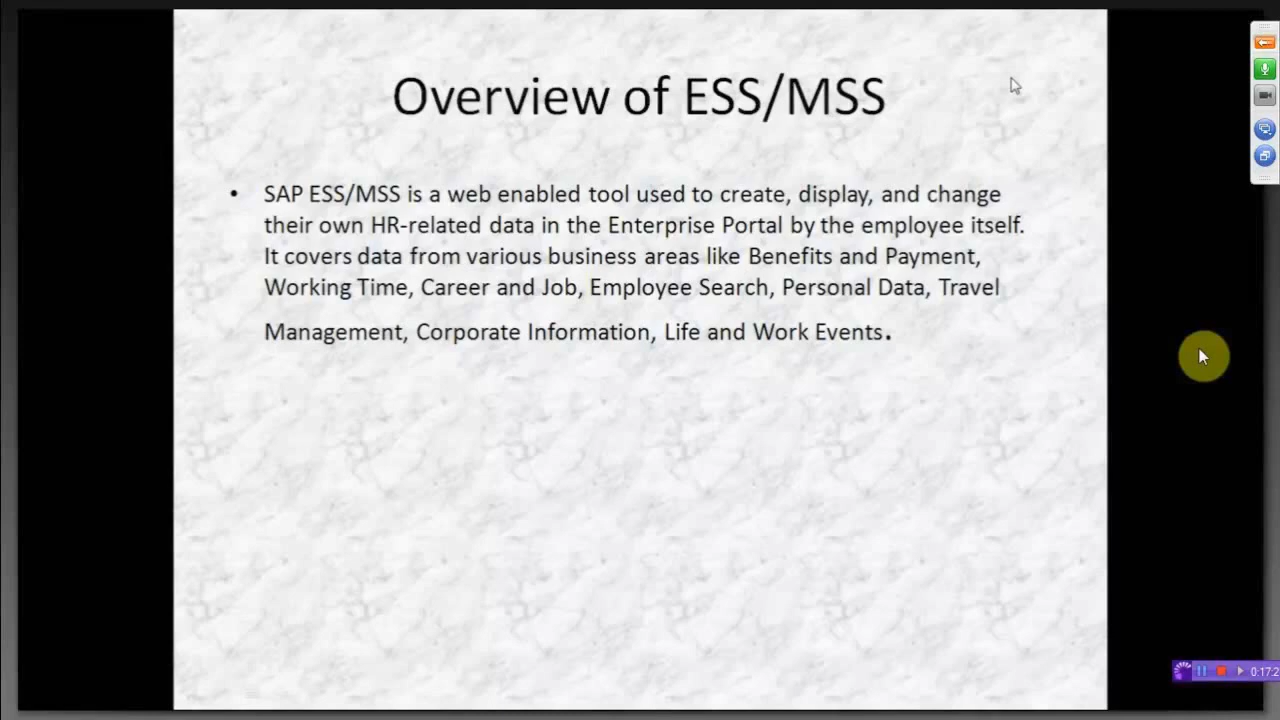 Overview of ESS/MSS
• SAP ESS/MSS is a web enabled tool used to create, display, and change
their own HR-related data in the Enterprise Portal by the employee itself.
It covers data from various business areas like Benefits and Payment,
Working Time, Career and Job, Employee Search, Personal Data, Travel
Management, Corporate Information, Life and Work Events.
0:17:2